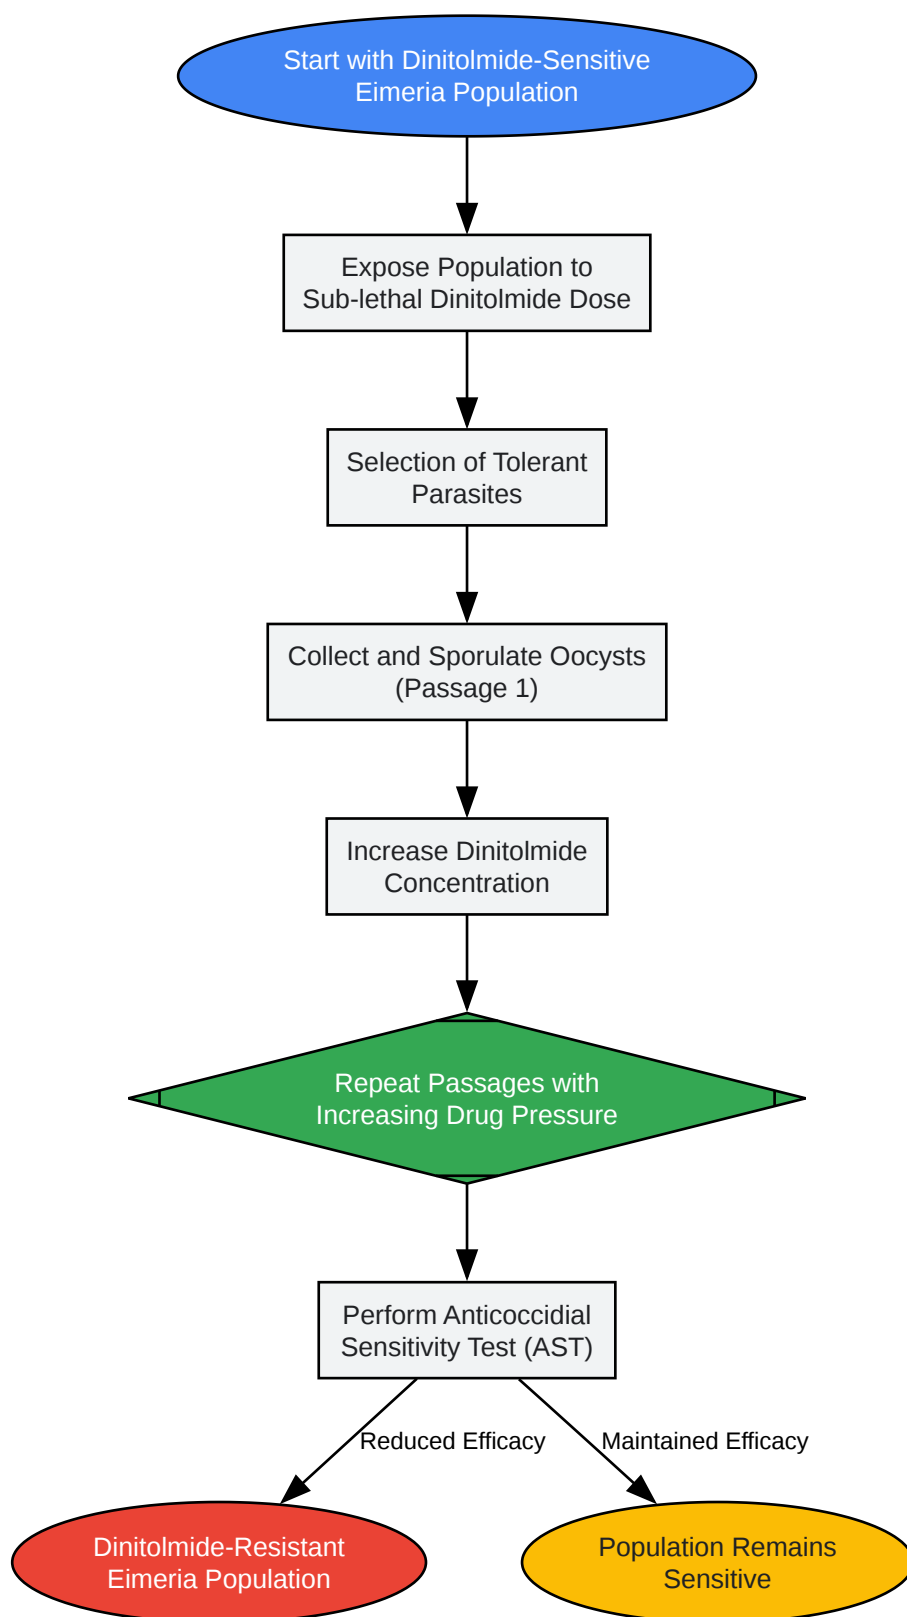 Start with Dinitolmide-Sensitive
Eimeria Population
Expose Population to
Sub-lethal Dinitolmide Dose
Selection of Tolerant
Parasites
Collect and Sporulate Oocysts
(Passage 1)
Increase Dinitolmide
Concentration
Repeat Passages with
Increasing Drug Pressure
Perform Anticoccidial
Sensitivity Test (AST)
Reduced Efficacy
Maintained Efficacy
Dinitolmide-Resistant
Eimeria Population
Population Remains
Sensitive